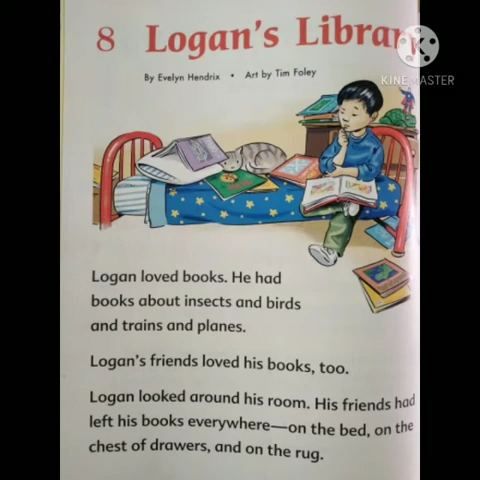 8 Logan's Library
By Evelyn Hendrix • Art by Tim Foley
KINEMASTER
Logan loved books. He had
books about insects and birds
and trains and planes.
Logan's friends loved his books, too.
Logan looked around his room. His friends had
left his books everywhere—on the bed, on the
chest of drawers, and on the rug.